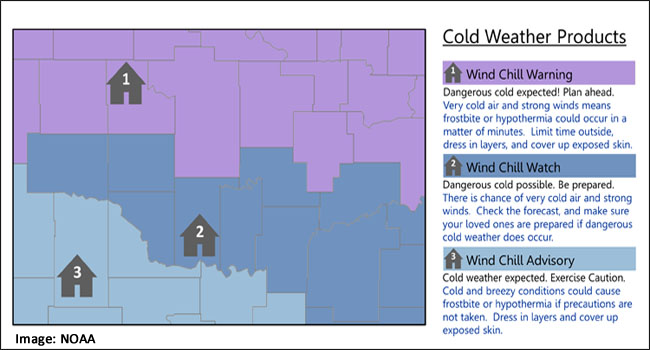 Cold Weather Products
1
1 Wind Chill Warning
Dangerous cold expected! Plan ahead.
Very cold air and strong winds means
frostbite or hypothermia could occur in a
matter of minutes. Limit time outside,
dress in layers, and cover up exposed skin.
2 Wind Chill Watch
Dangerous cold possible. Be prepared.
There is chance of very cold air and strong
winds. Check the forecast, and make sure
your loved ones are prepared if dangerous
cold weather does occur.
2
3
3 Wind Chill Advisory
Cold weather expected. Exercise Caution.
Cold and breezy conditions could cause
frostbite or hypothermia if precautions are
not taken. Dress in layers and cover up
exposed skin.
Image: NOAA